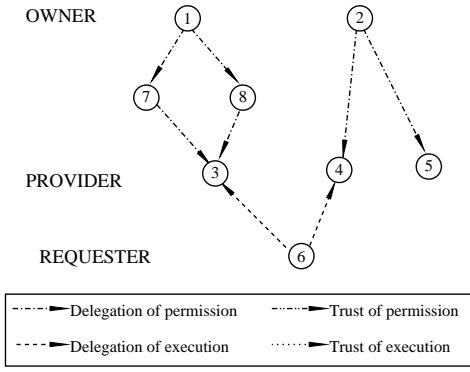 OWNER
1
2
7
8
3
4
5
PROVIDER
6
REQUESTER
Delegation of permission
Trust of permission
Delegation of execution
Trust of execution